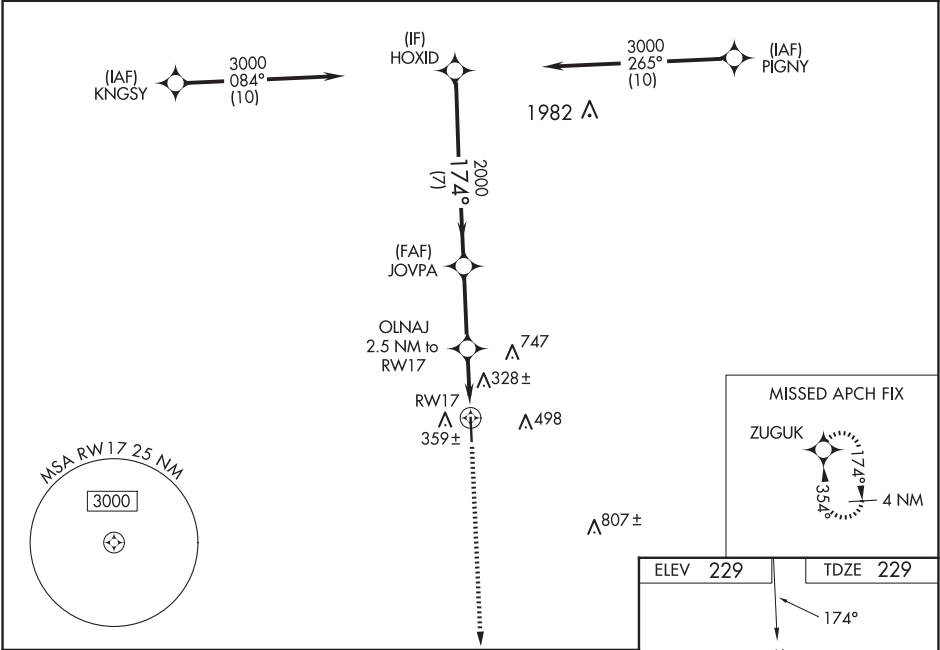 (IAF)
KNGSY
3000
084°
(10)
(IF)
HOXID
3000
265°
(10)
(IAF)
PIGNY
1982
2000
174°
(7)
(FAF)
JOVPA
OLNAJ
2.5 NM to
RW17
747
328±
RW17
359±
498
807±
MSA RW17 25 NM
3000
MISSED APCH FIX
ZUGUK
174°
354°
4 NM
ELEV 229
TDZE 229
174°